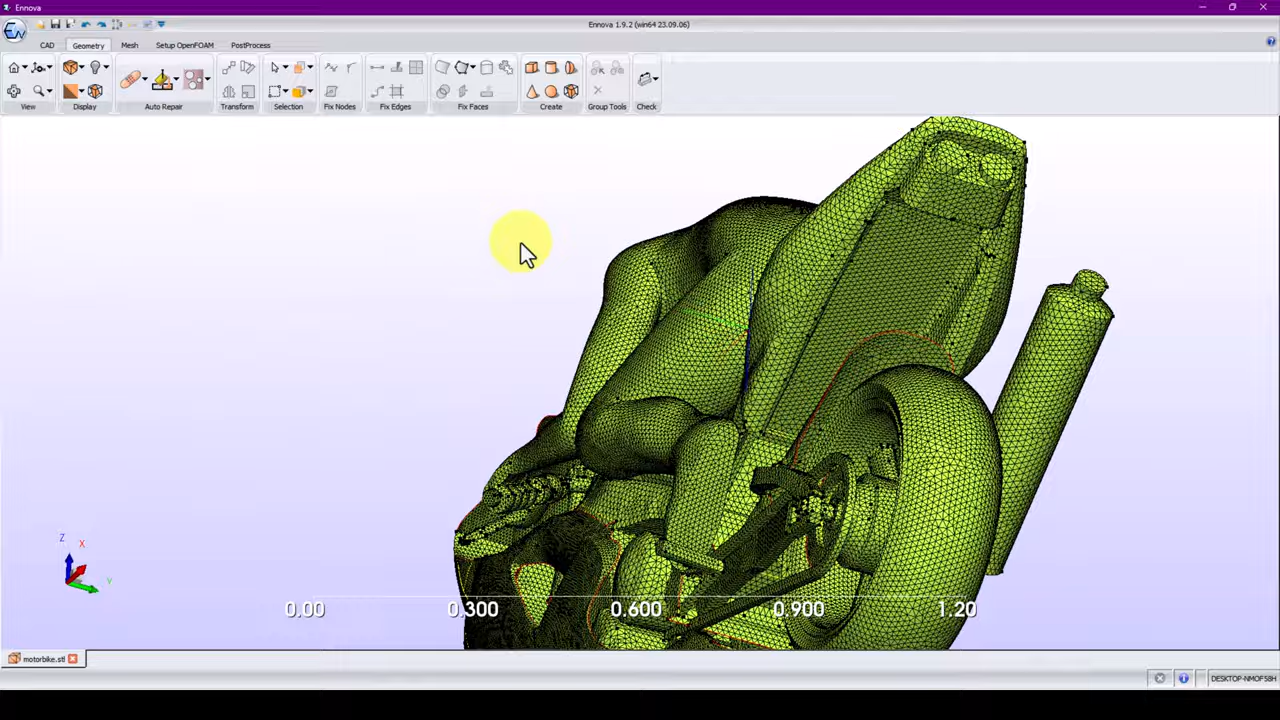 Ennova
Ennova 1.9.2 (win64 23.09.06)
CAD
Geometry
Mesh
Setup OpenFOAM
PostProcess
View
Display
Auto Repair
Transform
Selection
Fix Nodes
Fix Edges
Fix Faces
Create
Group Tools
Check
Z
X
Y
0.00
0.300
0.600
0.900
1.20
motorbike.stl
DESKTOP-NMOF58H